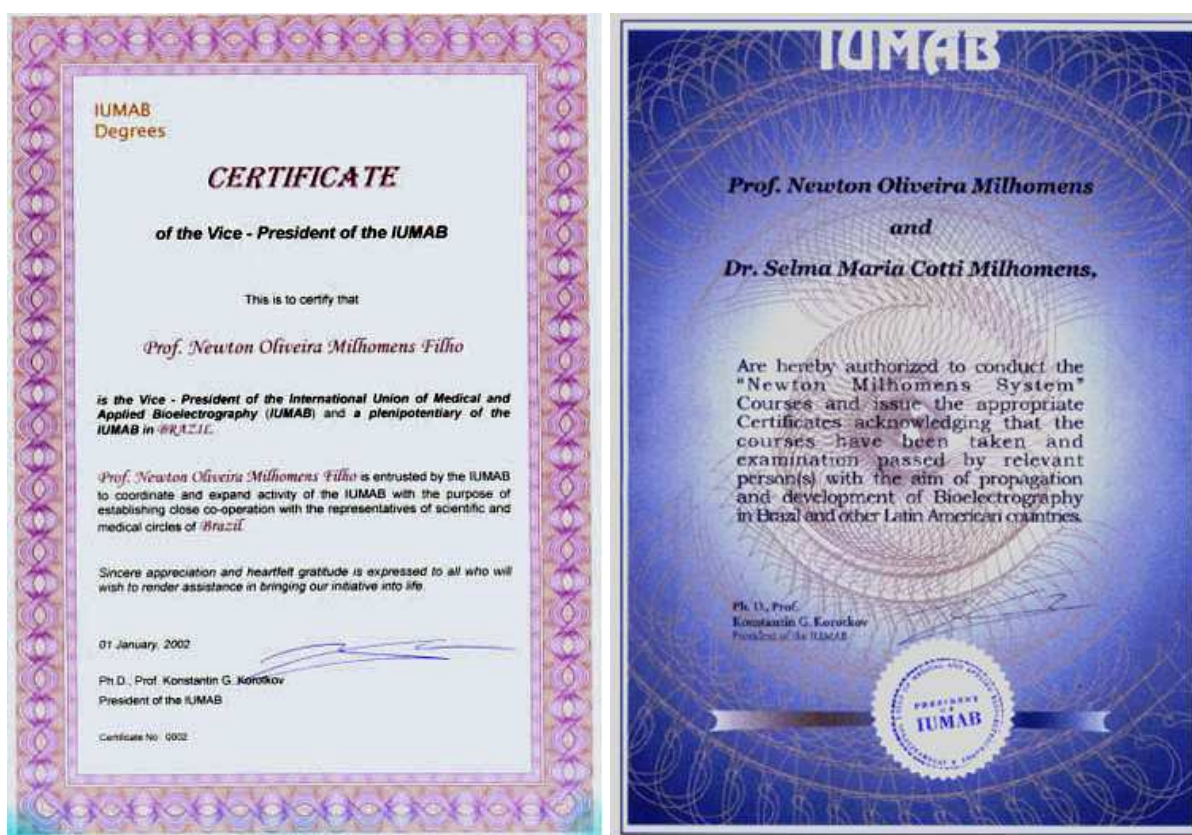 IUMAB
Degrees
CERTIFICATE
of the Vice - President of the IUMAB
This is to certify that
Prof. Newton Oliveira Milhomens Filho
is the Vice - President of the International Union of Medical and
Applied Bioelectrography (IUMAB) and a plenipotentiary of the
IUMAB in BRAZIL
Prof. Newton Oliveira Milhomens Filho is entrusted by the IUMAB
to coordinate and expand activity of the IUMAB with the purpose of
establishing close co-operation with the representatives of scientific and
medical circles of Brazil
Sincere appreciation and heartfelt gratitude is expressed to all who will
wish to render assistance in bringing our initiative into life.
01 January, 2002
Ph.D., Prof. Konstantin G. Korotkov
President of the IUMAB
Certificate No 0002
IUMAB
Prof. Newton Oliveira Milhomens
and
Dr. Selma Maria Cotti Milhomens,
Are hereby authorized to conduct the
"Newton Milhomens System"
Courses and issue the appropriate
Certificates acknowledging that the
courses have been taken and
examination passed by relevant
person(s) with the aim of propagation
and development of Bioelectrography
in Brazil and other Latin American countries.
Ph. D., Prof.
Konstantin G. Korotkov
President of the IUMAB
PRESIDENT
OF
IUMAB